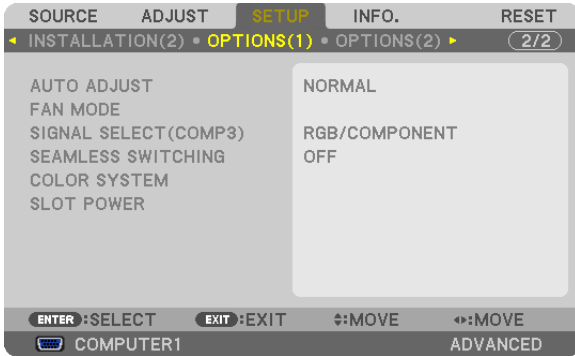 SOURCE ADJUST SETUP INFO. RESET
INSTALLATION(2) • OPTIONS(1) • OPTIONS(2) 2/2
AUTO ADJUST NORMAL
FAN MODE
SIGNAL SELECT(COMP3) RGB/COMPONENT
SEAMLESS SWITCHING OFF
COLOR SYSTEM
SLOT POWER
ENTER:SELECT EXIT:EXIT :MOVE :MOVE
COMPUTER1 ADVANCED